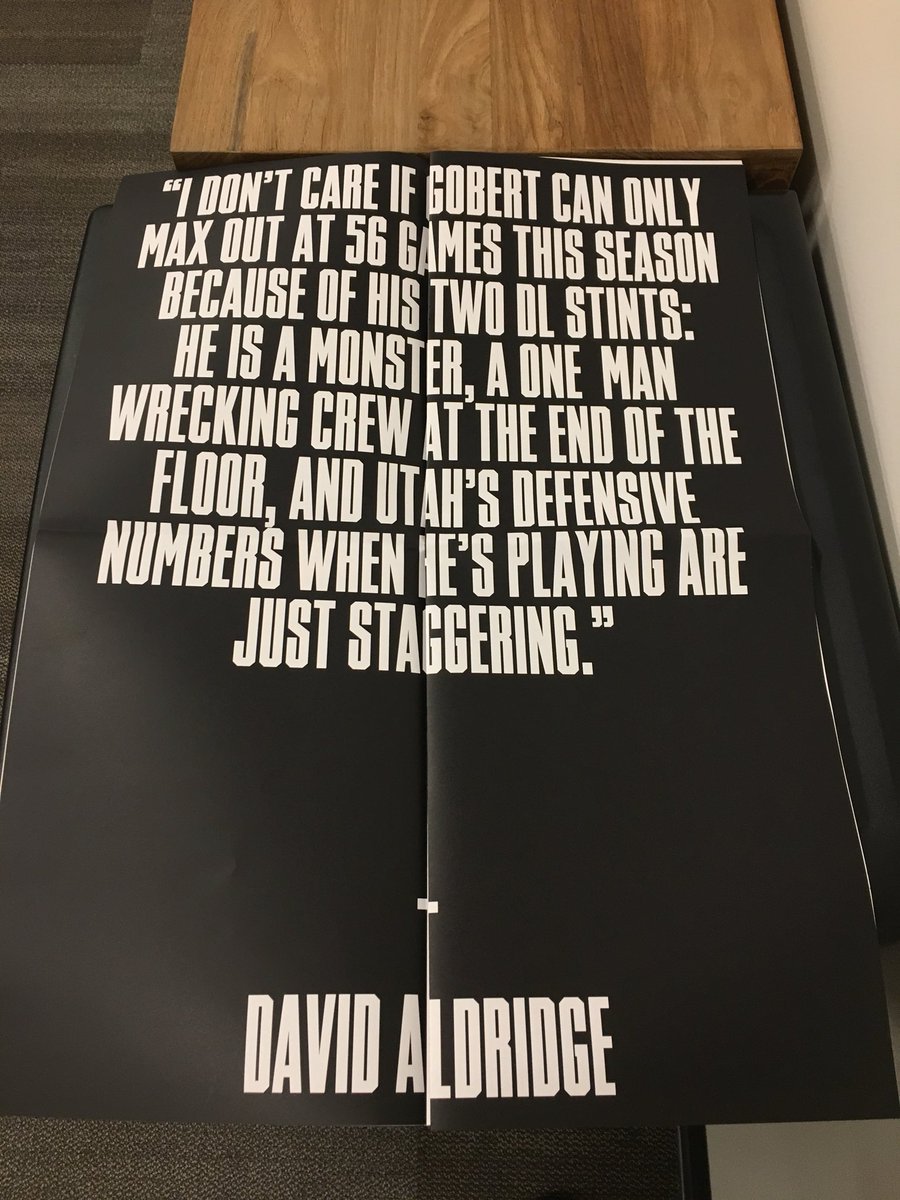 “I DON’T CARE IF GOBERT CAN ONLY
MAX OUT AT 56 GAMES THIS SEASON
BECAUSE OF HIS TWO DL STINTS:
HE IS A MONSTER, A ONE MAN
WRECKING CREW AT THE END OF THE
FLOOR, AND UTAH’S DEFENSIVE
NUMBERS WHEN HE’S PLAYING ARE
JUST STAGGERING.”
-
DAVID ALDRIDGE